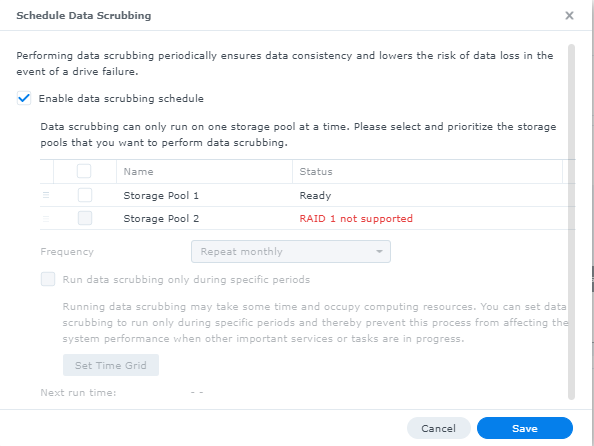 Schedule Data Scrubbing
Performing data scrubbing periodically ensures data consistency and lowers the risk of data loss in the
event of a drive failure.
Enable data scrubbing schedule
Data scrubbing can only run on one storage pool at a time. Please select and prioritize the storage
pools that you want to perform data scrubbing.
Name Status
Storage Pool 1 Ready
Storage Pool 2 RAID 1 not supported
Frequency Repeat monthly
Run data scrubbing only during specific periods
Running data scrubbing may take some time and occupy computing resources. You can set data
scrubbing to run only during specific periods and thereby prevent this process from affecting the
system performance when other important services or tasks are in progress.
Set Time Grid
Next run time: - -
Cancel Save